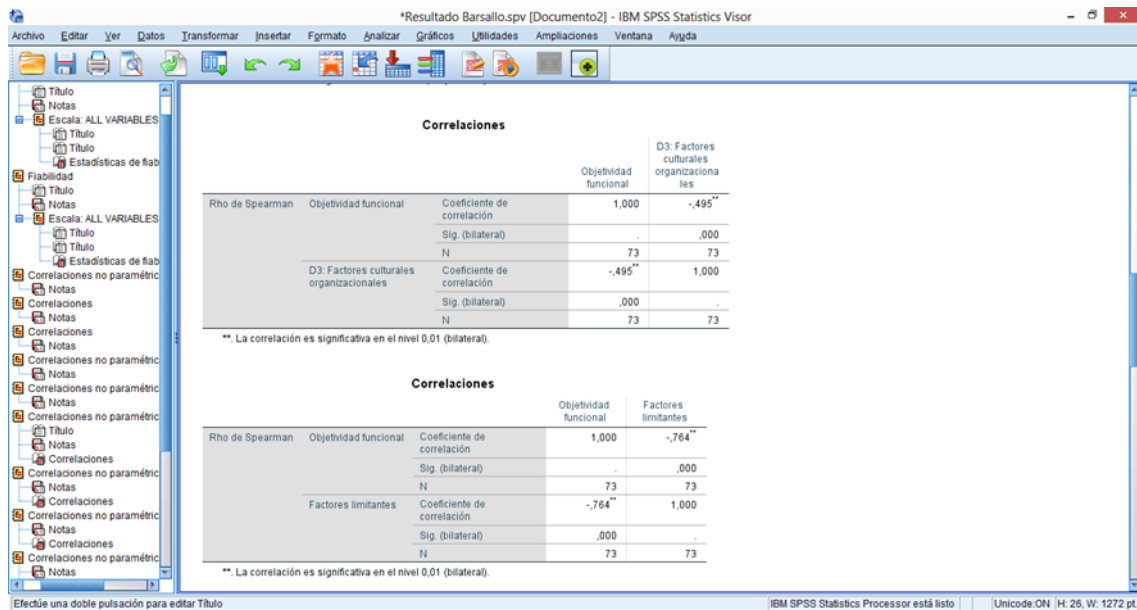 *Resultado Barsallo.spv [Documento2] - IBM SPSS Statistics Visor
Archivo Editar Ver Datos Transformar Insertar Formato Analizar Gráficos Utilidades Ampliaciones Ventana Ayuda
Título
Notas
Escala: ALL VARIABLES
Título
Título
Estadísticas de fiab
Fiabilidad
Título
Notas
Escala: ALL VARIABLES
Título
Título
Estadísticas de fiab
Correlaciones no paramétric
Notas
Correlaciones
Notas
Correlaciones
Notas
Correlaciones no paramétric
Notas
Correlaciones no paramétric
Notas
Correlaciones no paramétric
Título
Notas
Correlaciones
Correlaciones no paramétric
Notas
Correlaciones
Correlaciones no paramétric
Notas
Correlaciones
Correlaciones no paramétric
Notas
Correlaciones
Objetividad funcional
D3: Factores culturales organizaciona les
Rho de Spearman Objetividad funcional Coeficiente de correlación 1,000 -,495**
Sig. (bilateral) . ,000
N 73 73
D3: Factores culturales organizacionales Coeficiente de correlación -,495** 1,000
Sig. (bilateral) ,000 .
N 73 73
**. La correlación es significativa en el nivel 0,01 (bilateral).
Correlaciones
Objetividad funcional
Factores limitantes
Rho de Spearman Objetividad funcional Coeficiente de correlación 1,000 -,764**
Sig. (bilateral) . ,000
N 73 73
Factores limitantes Coeficiente de correlación -,764** 1,000
Sig. (bilateral) ,000 .
N 73 73
**. La correlación es significativa en el nivel 0,01 (bilateral).
Efectúe una doble pulsación para editar Título
IBM SPSS Statistics Processor está listo
Unicode:ON H: 26, W: 1272 pt